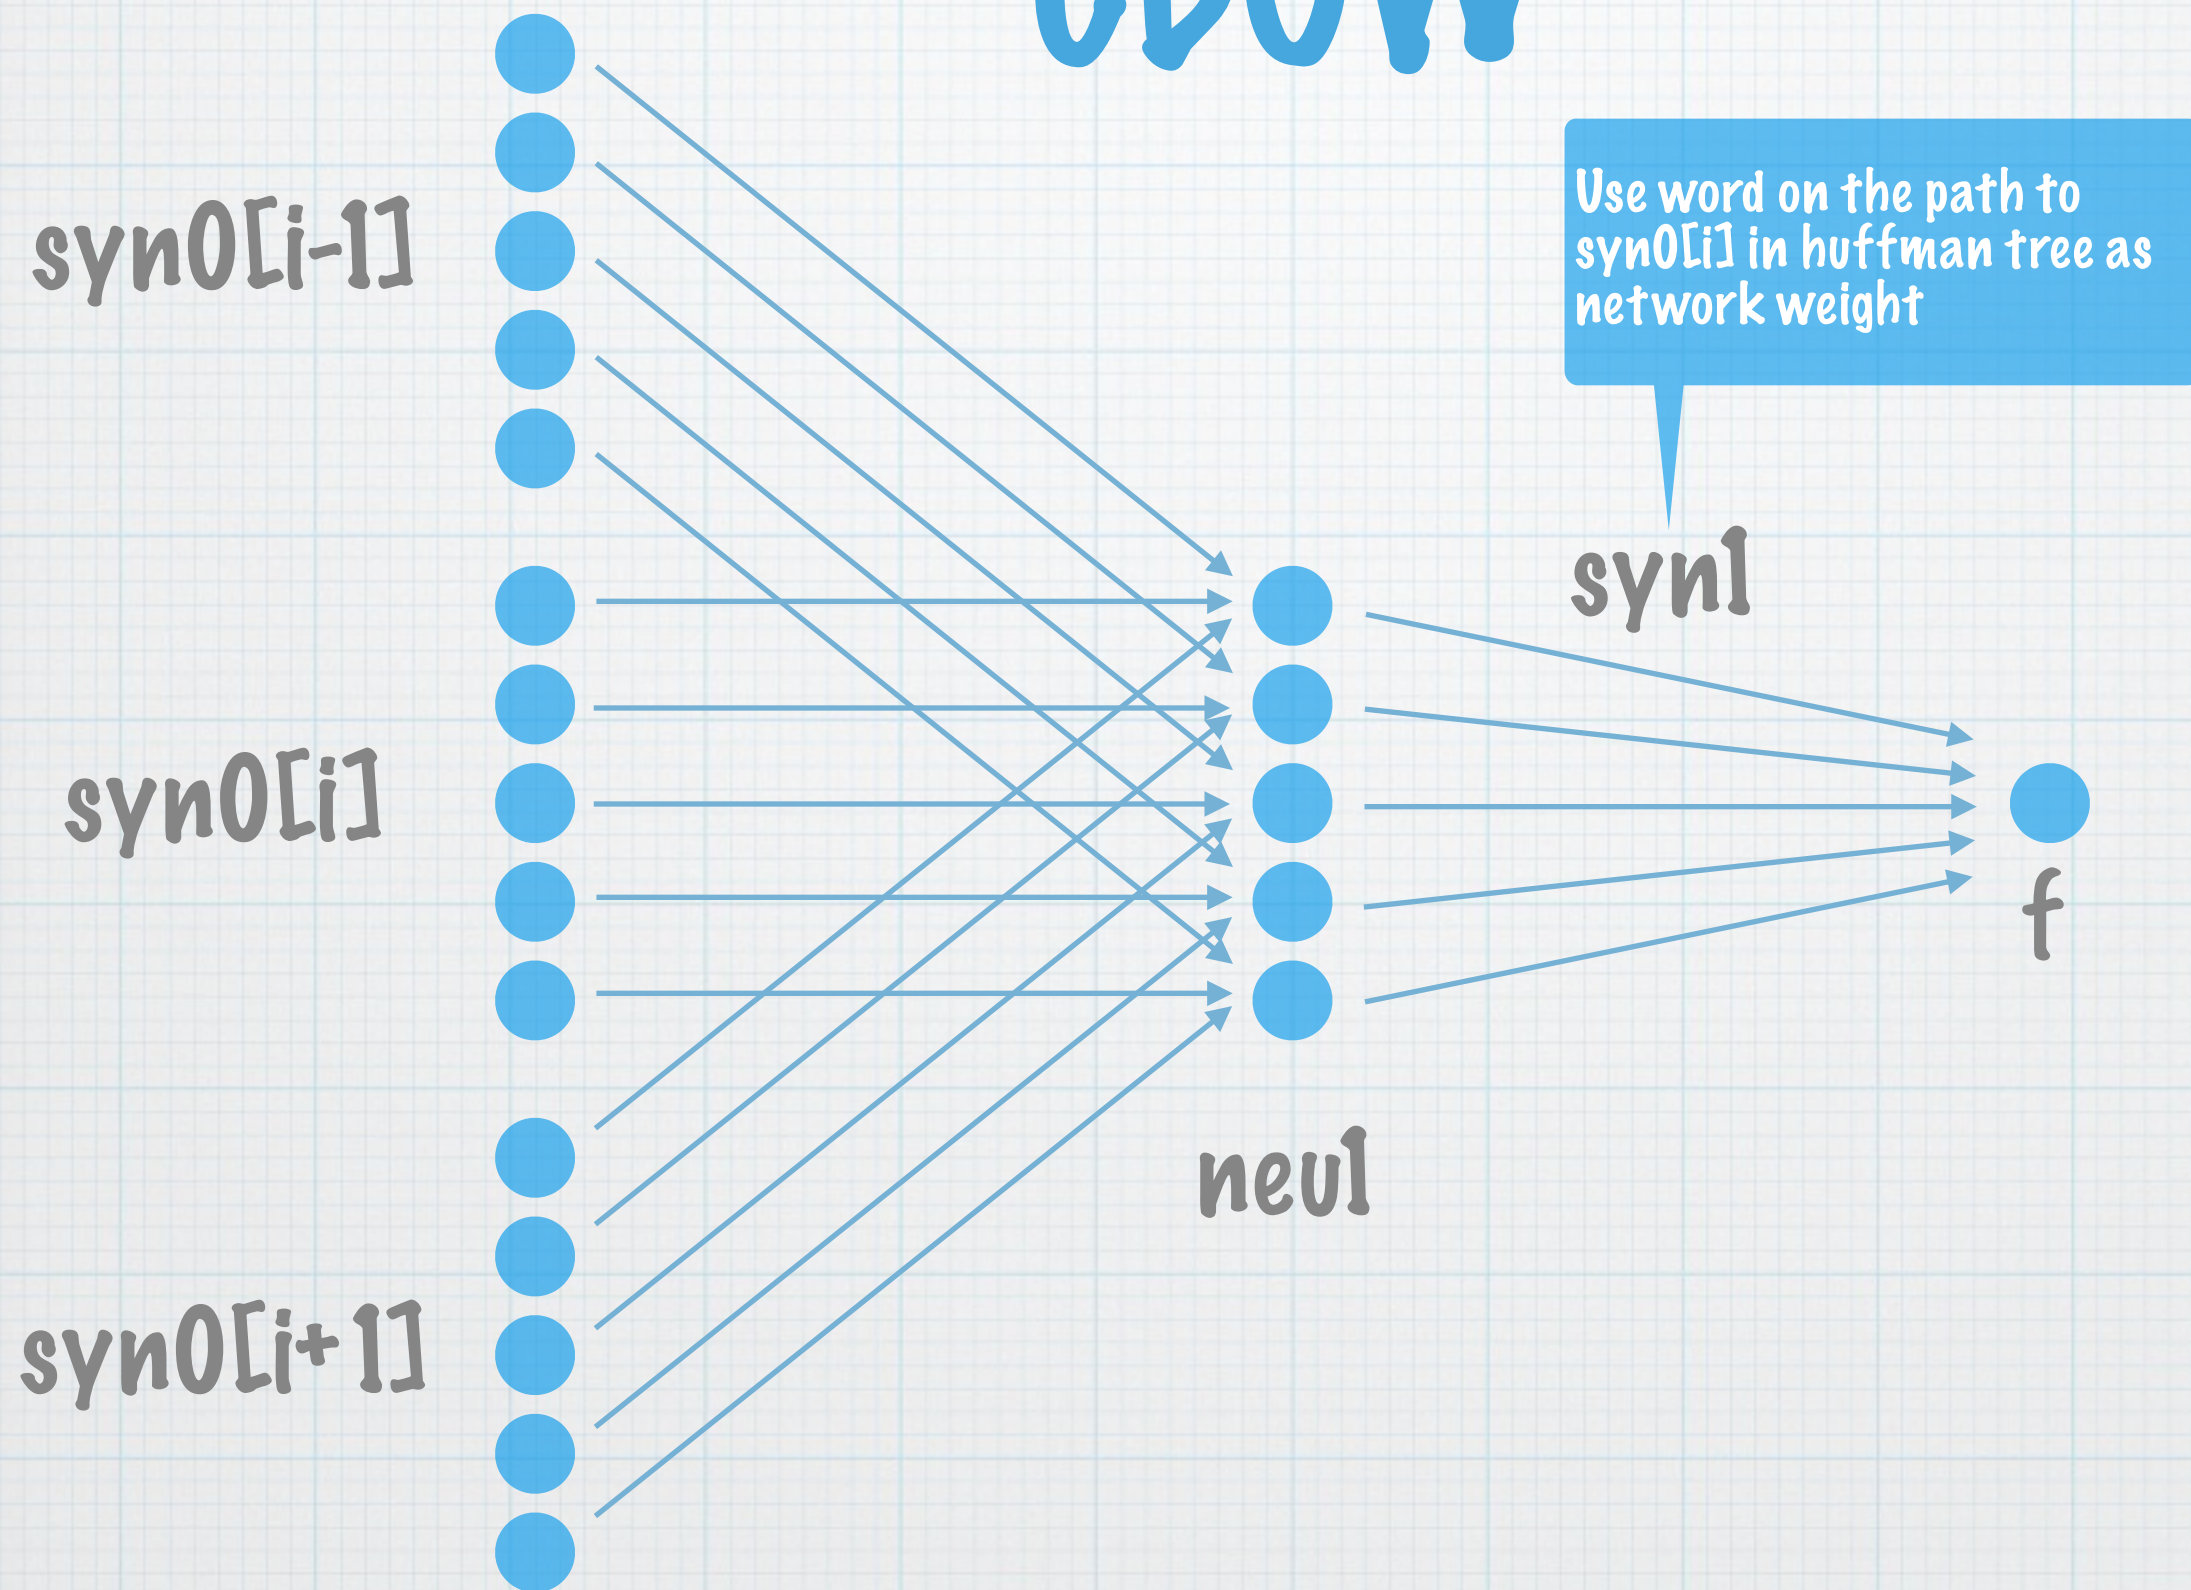 CBOW
syn0[i-1]
Use word on the path to
syn0[i] in huffman tree as
network weight
syn1
syn0[i]
f
neu1
syn0[i+1]